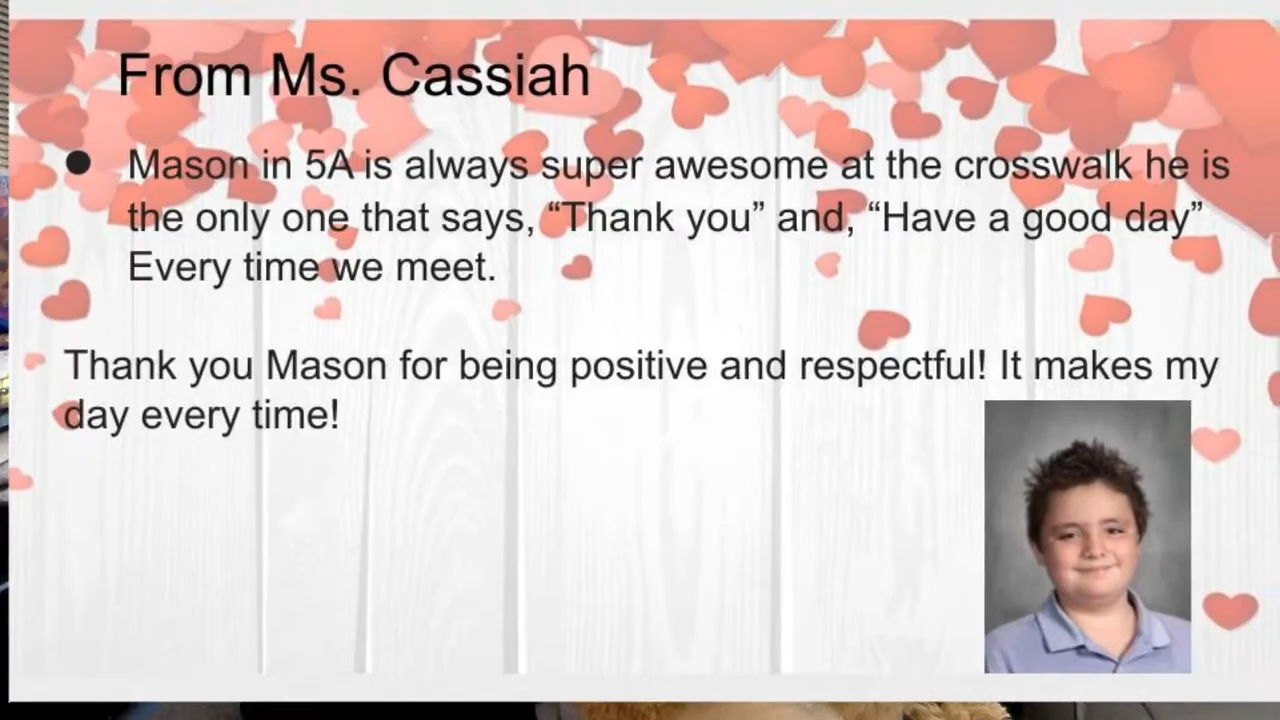 From Ms. Cassiah
● Mason in 5A is always super awesome at the crosswalk he is
the only one that says, “Thank you” and, “Have a good day”
Every time we meet.
Thank you Mason for being positive and respectful! It makes my
day every time!